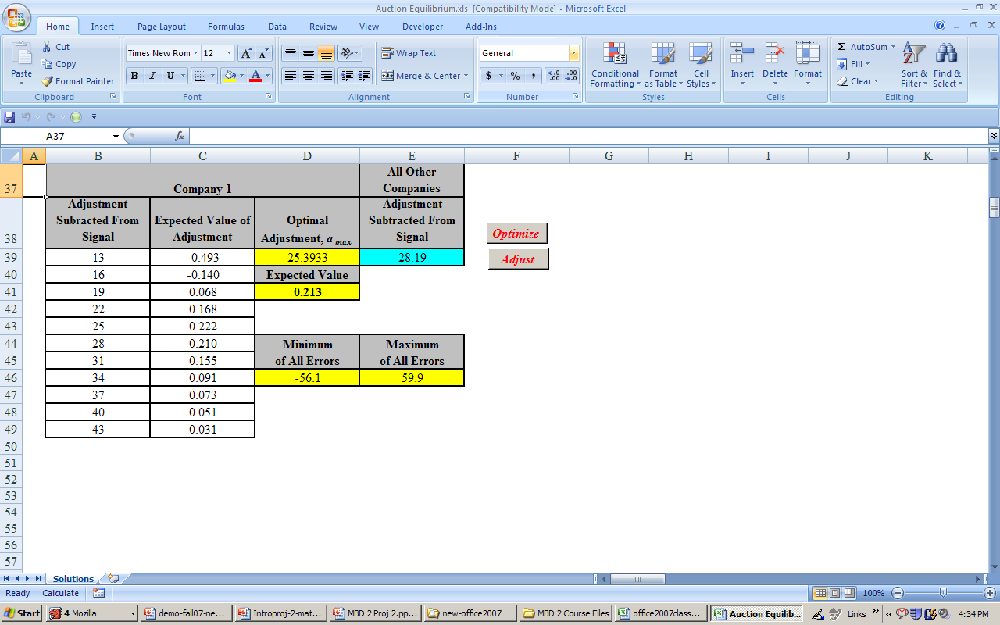 Auction Equilibrium.xls [Compatibility Mode] - Microsoft Excel
Home Insert Page Layout Formulas Data Review View Developer Add-Ins
Paste
Cut
Copy
Format Painter
Clipboard
Times New Rom 12
B I U
Font
Wrap Text
Merge & Center
Alignment
General
$ % ,
Number
Conditional Formatting
Format as Table
Cell Styles
Styles
Insert Delete Format
Cells
AutoSum
Fill
Clear
Sort & Filter
Find & Select
Editing
A37 fx
A B C D E F G H I J K
37 Company 1 All Other Companies
38 Adjustment Subracted From Signal Expected Value of Adjustment Optimal Adjustment, a max Adjustment Subtracted From Signal
Optimize
39 13 -0.493 25.3933 28.19 Adjust
40 16 -0.140 Expected Value
41 19 0.068 0.213
42 22 0.168
43 25 0.222
44 28 0.210 Minimum Maximum
45 31 0.155 of All Errors of All Errors
46 34 0.091 -56.1 59.9
47 37 0.073
48 40 0.051
49 43 0.031
50
51
52
53
54
55
56
57
Solutions
Ready Calculate 100%
Start 4 Mozilla demo-fall07-ne... Introproj-2-mat... MBD 2 Proj 2.pp... new-office2007 MBD 2 Course Files office2007class... Auction Equilib... Links » « 4:34 PM